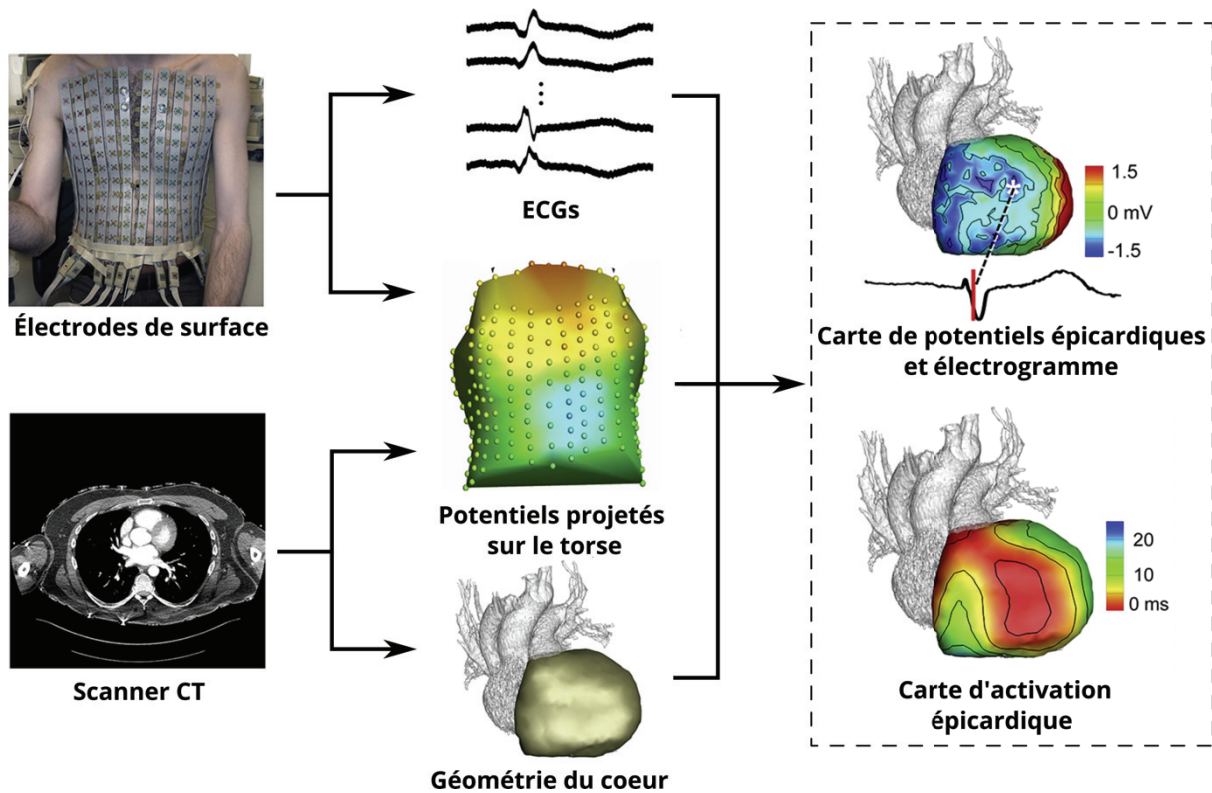 Électrodes de surface
ECGs
Potentiels projetés
sur le torse
Scanner CT
Géométrie du coeur
1.5
0 mV
-1.5
Carte de potentiels épicardiques
et électrogramme
20
10
0 ms
Carte d'activation
épicardique